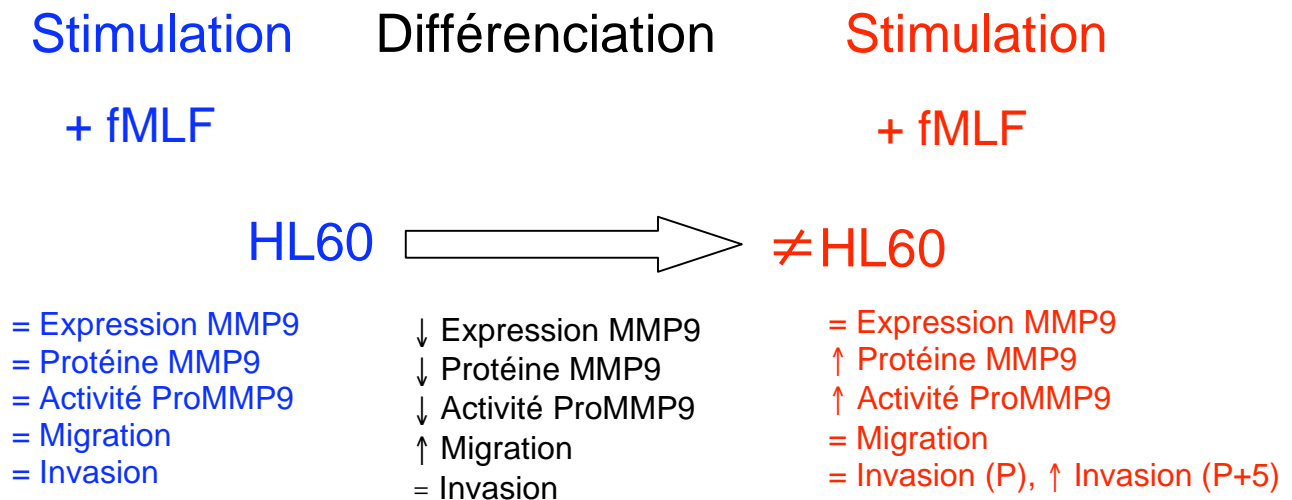 Stimulation Différenciation Stimulation
+ fMLF + fMLF
HL60 ≠HL60
= Expression MMP9
= Protéine MMP9
= Activité ProMMP9
= Migration
= Invasion
↓ Expression MMP9
↓ Protéine MMP9
↓ Activité ProMMP9
↑ Migration
= Invasion
= Expression MMP9
↑ Protéine MMP9
↑ Activité ProMMP9
= Migration
= Invasion (P), ↑ Invasion (P+5)